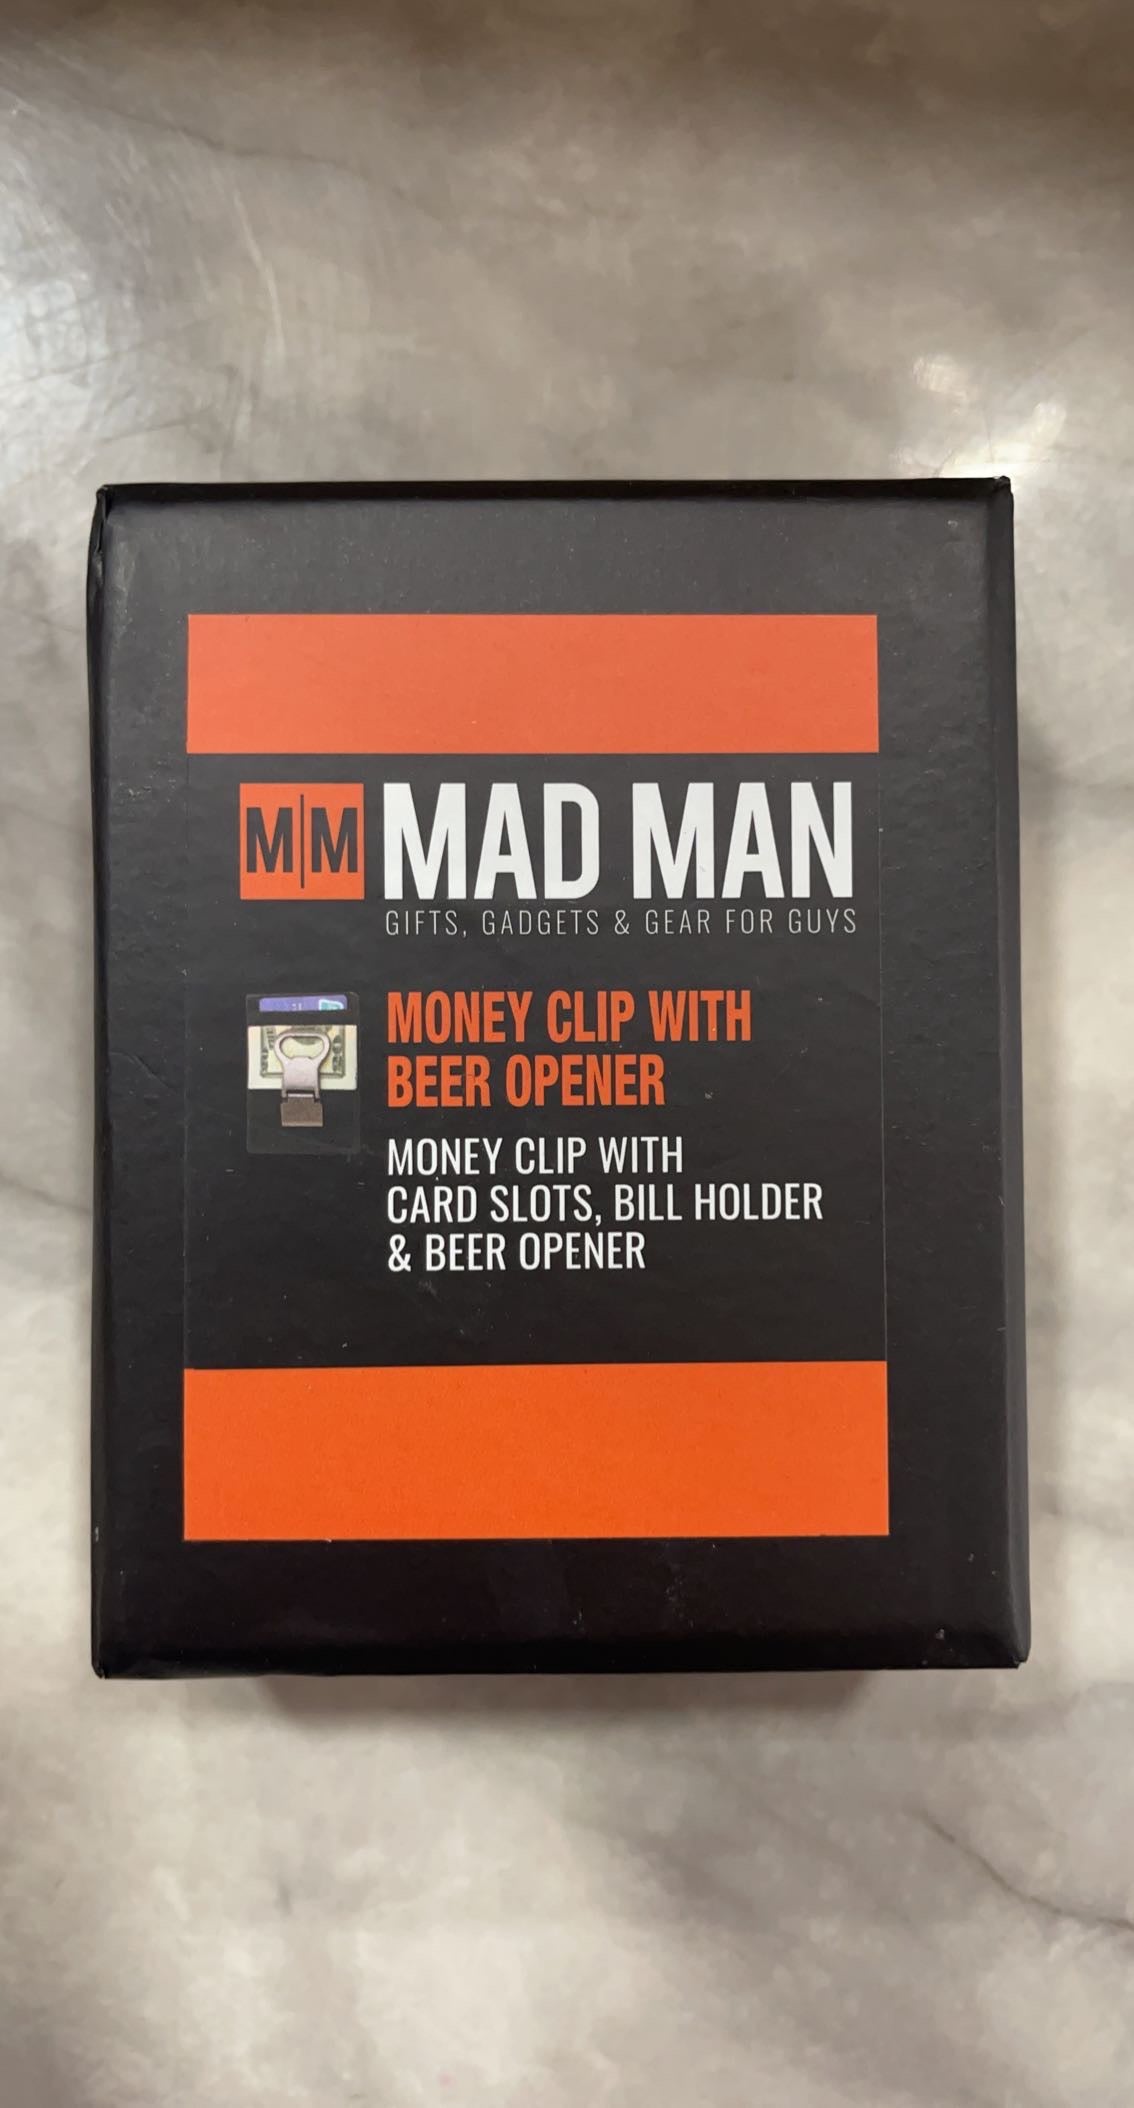 M|M MAD MAN
GIFTS, GADGETS & GEAR FOR GUYS
MONEY CLIP WITH
BEER OPENER
MONEY CLIP WITH
CARD SLOTS, BILL HOLDER
& BEER OPENER